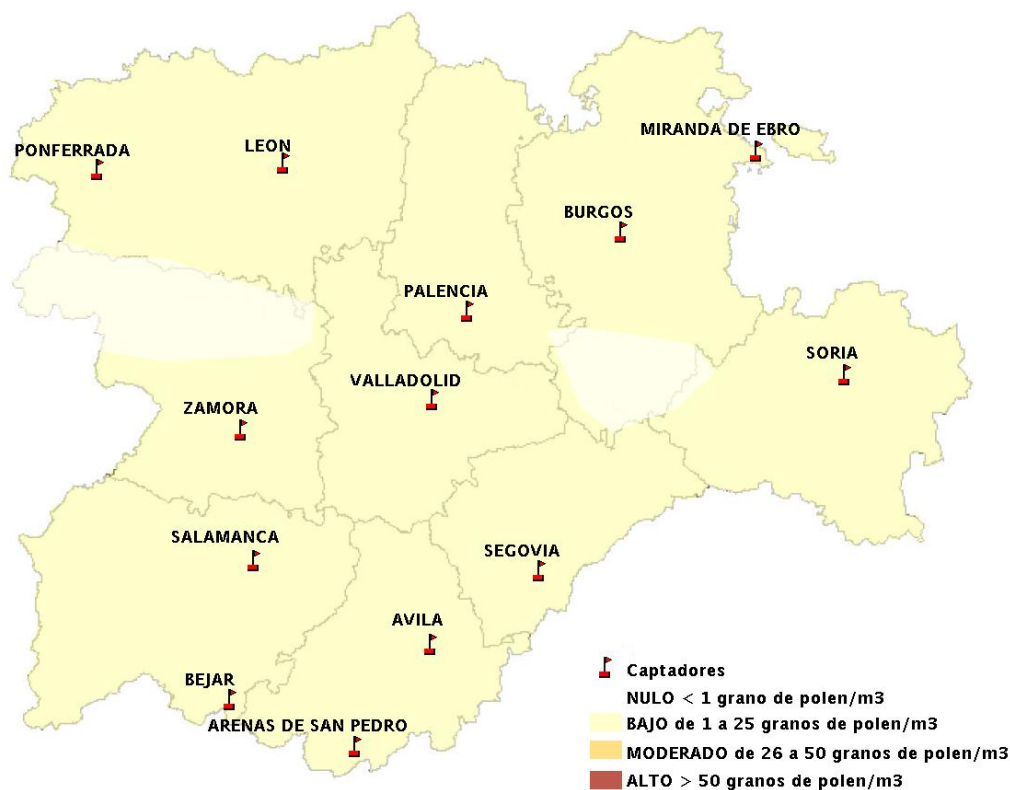 MIRANDA DE EBRO
PONFERRADA
LEON
BURGOS
PALENCIA
SORIA
VALLADOLID
ZAMORA
SALAMANCA
SEGOVIA
AVILA
BEJAR
ARENAS DE SAN PEDRO
Captadores
NULO < 1 grano de polen/m3
BAJO de 1 a 25 granos de polen/m3
MODERADO de 26 a 50 granos de polen/m3
ALTO > 50 granos de polen/m3